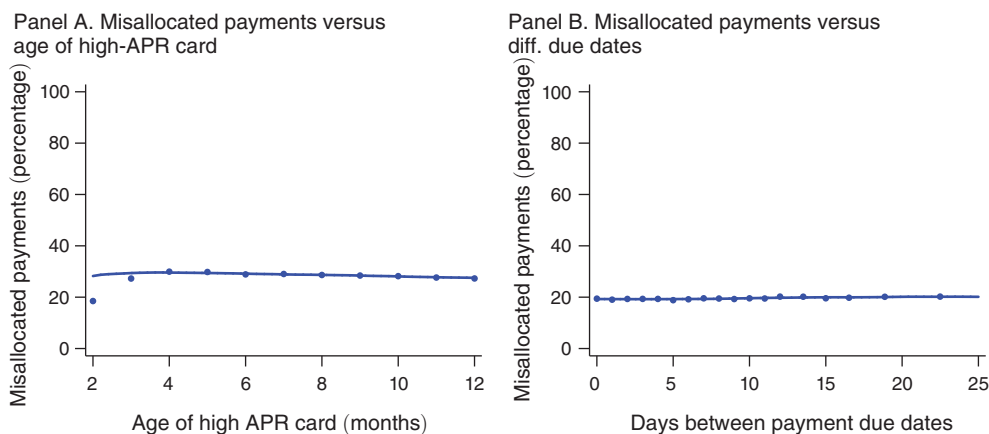 Panel A. Misallocated payments versus
age of high-APR card
Misallocated payments (percentage)
100
80
60
40
20
0
2 4 6 8 10 12
Age of high APR card (months)
Panel B. Misallocated payments versus
diff. due dates
Misallocated payments (percentage)
100
80
60
40
20
0
0 5 10 15 20 25
Days between payment due dates